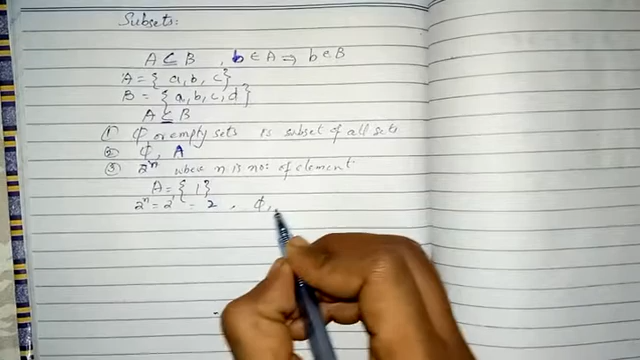 Subsets:
A ⊆ B , b ∈ A ⇒ b ∈ B
A = { a, b, c }
B = { a, b, c, d }
A ⊆ B
① φ or empty sets is subset of all sets
② φ, A
③ 2ⁿ where n is no: of element
A = { 1 }
2ⁿ = 2¹ = 2 , φ,